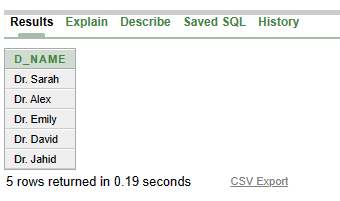 Results Explain Describe Saved SQL History
D_NAME
Dr. Sarah
Dr. Alex
Dr. Emily
Dr. David
Dr. Jahid
5 rows returned in 0.19 seconds CSV Export